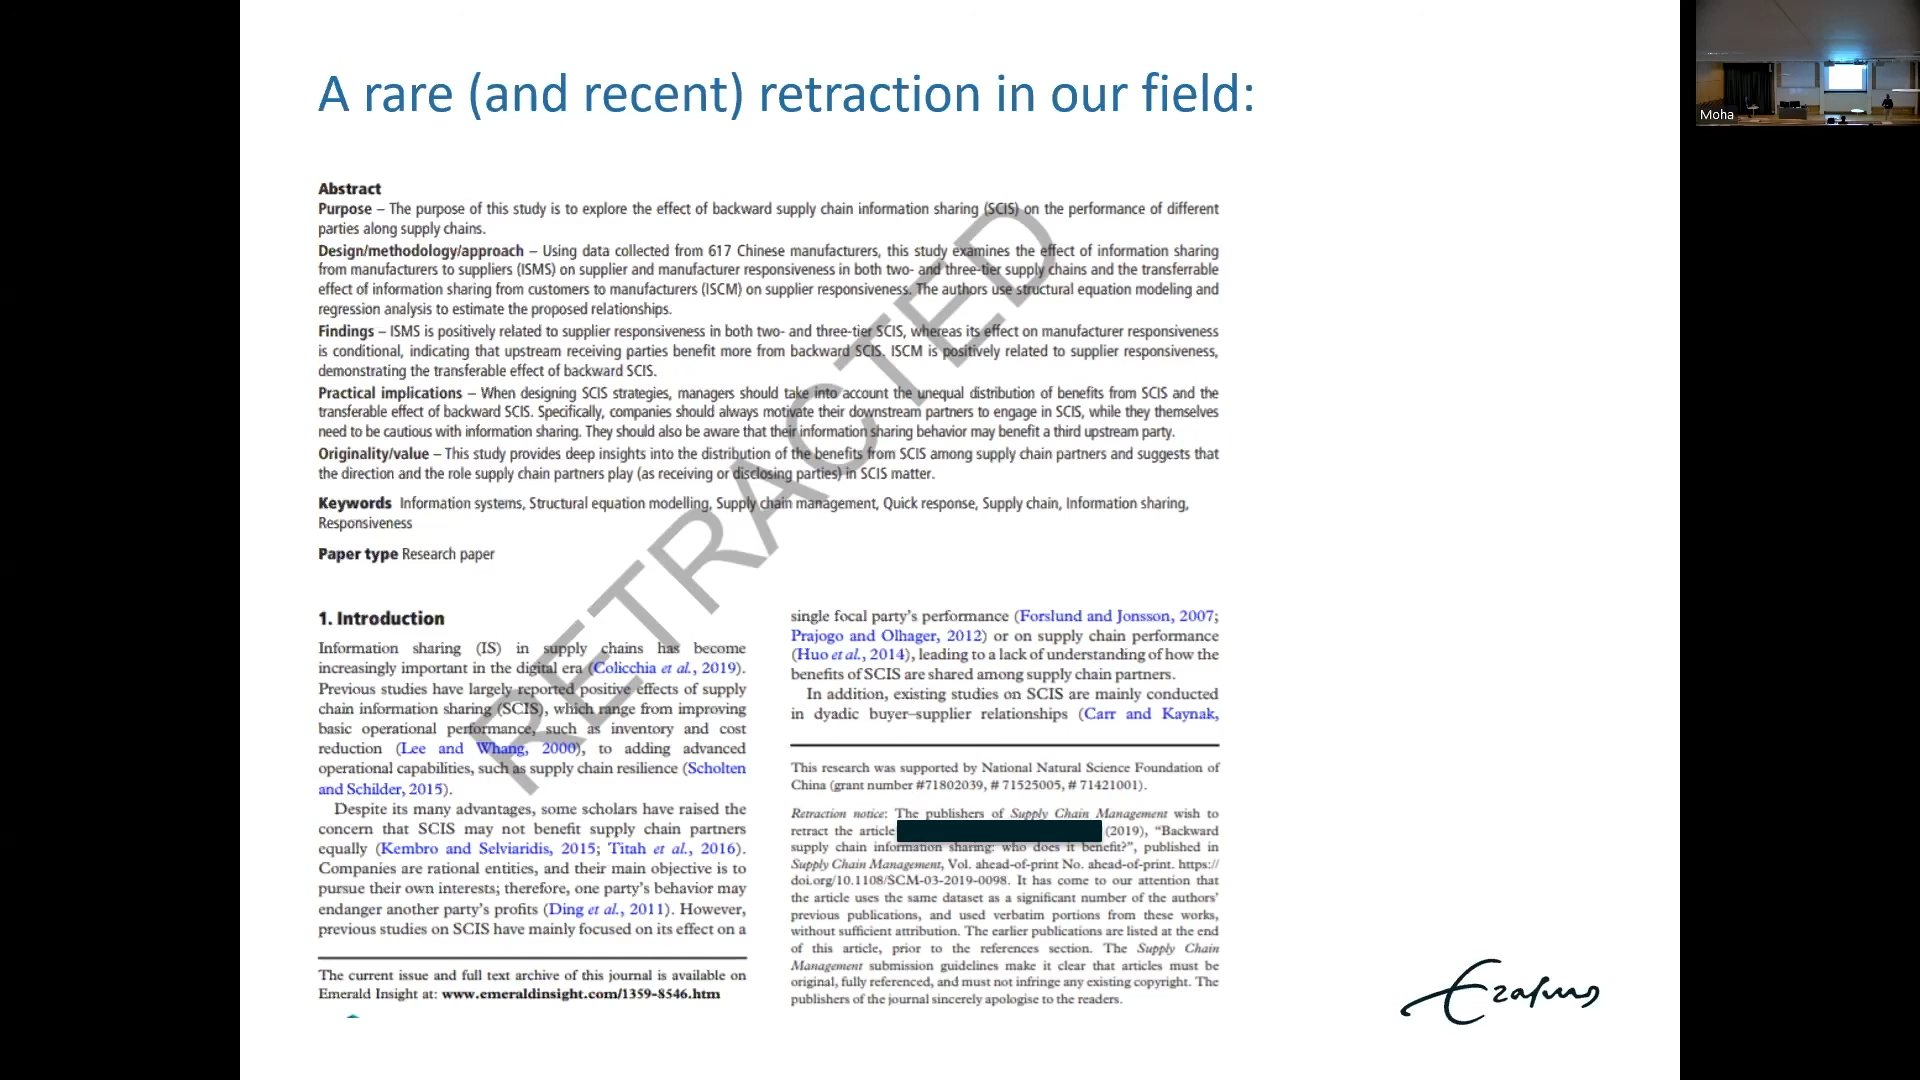 A rare (and recent) retraction in our field:
Moha
Abstract
Purpose – The purpose of this study is to explore the effect of backward supply chain information sharing (SCIS) on the performance of different
parties along supply chains.
Design/methodology/approach – Using data collected from 617 Chinese manufacturers, this study examines the effect of information sharing
from manufacturers to suppliers (ISMS) on supplier and manufacturer responsiveness in both two- and three-tier supply chains and the transferrable
effect of information sharing from customers to manufacturers (ISCM) on supplier responsiveness. The authors use structural equation modeling and
regression analysis to estimate the proposed relationships.
Findings – ISMS is positively related to supplier responsiveness in both two- and three-tier SCIS, whereas its effect on manufacturer responsiveness
is conditional, indicating that upstream receiving parties benefit more from backward SCIS. ISCM is positively related to supplier responsiveness,
demonstrating the transferable effect of backward SCIS.
Practical implications – When designing SCIS strategies, managers should take into account the unequal distribution of benefits from SCIS and the
transferable effect of backward SCIS. Specifically, companies should always motivate their downstream partners to engage in SCIS, while they themselves
need to be cautious with information sharing. They should also be aware that their information sharing behavior may benefit a third upstream party.
Originality/value – This study provides deep insights into the distribution of the benefits from SCIS among supply chain partners and suggests that
the direction and the role supply chain partners play (as receiving or disclosing parties) in SCIS matter.
Keywords Information systems, Structural equation modelling, Supply chain management, Quick response, Supply chain, Information sharing,
Responsiveness
Paper type Research paper
RETRACTED
1. Introduction
Information sharing (IS) in supply chains has become
increasingly important in the digital era (Colicchia et al., 2019).
Previous studies have largely reported positive effects of supply
chain information sharing (SCIS), which range from improving
basic operational performance, such as inventory and cost
reduction (Lee and Whang, 2000), to adding advanced
operational capabilities, such as supply chain resilience (Scholten
and Schilder, 2015).
Despite its many advantages, some scholars have raised the
concern that SCIS may not benefit supply chain partners
equally (Kembro and Selviaridis, 2015; Titah et al., 2016).
Companies are rational entities, and their main objective is to
pursue their own interests; therefore, one party's behavior may
endanger another party's profits (Ding et al., 2011). However,
previous studies on SCIS have mainly focused on its effect on a
The current issue and full text archive of this journal is available on
Emerald Insight at: www.emeraldinsight.com/1359-8546.htm
single focal party's performance (Forslund and Jonsson, 2007;
Prajogo and Olhager, 2012) or on supply chain performance
(Huo et al., 2014), leading to a lack of understanding of how the
benefits of SCIS are shared among supply chain partners.
In addition, existing studies on SCIS are mainly conducted
in dyadic buyer–supplier relationships (Carr and Kaynak,
This research was supported by National Natural Science Foundation of
China (grant number #71802039, # 71525005, # 71421001).
Retraction notice: The publishers of Supply Chain Management wish to
retract the article (2019), "Backward
supply chain information sharing: who does it benefit?", published in
Supply Chain Management, Vol. ahead-of-print No. ahead-of-print. https://
doi.org/10.1108/SCM-03-2019-0098. It has come to our attention that
the article uses the same dataset as a significant number of the authors'
previous publications, and used verbatim portions from these works,
without sufficient attribution. The earlier publications are listed at the end
of this article, prior to the references section. The Supply Chain
Management submission guidelines make it clear that articles must be
original, fully referenced, and must not infringe any existing copyright. The
publishers of the journal sincerely apologise to the readers.
Erasmus